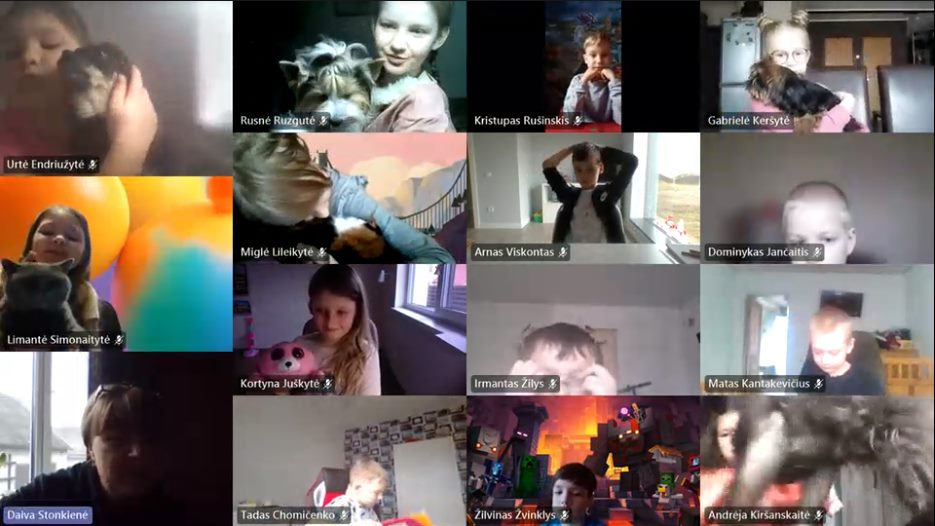 Urtė Endriužytė
Rusnė Ruzgutė
Kristupas Rušinskis
Gabrielė Keršytė
Limantė Simonaitytė
Miglė Lileikytė
Arnas Viskontas
Dominykas Jančaitis
Kortyna Juškytė
Irmantas Žilys
Matas Kantakevičius
Daiva Stonkienė
Tadas Chomičenko
Žilvinas Žvinklys
Andrėja Kiršanskaitė